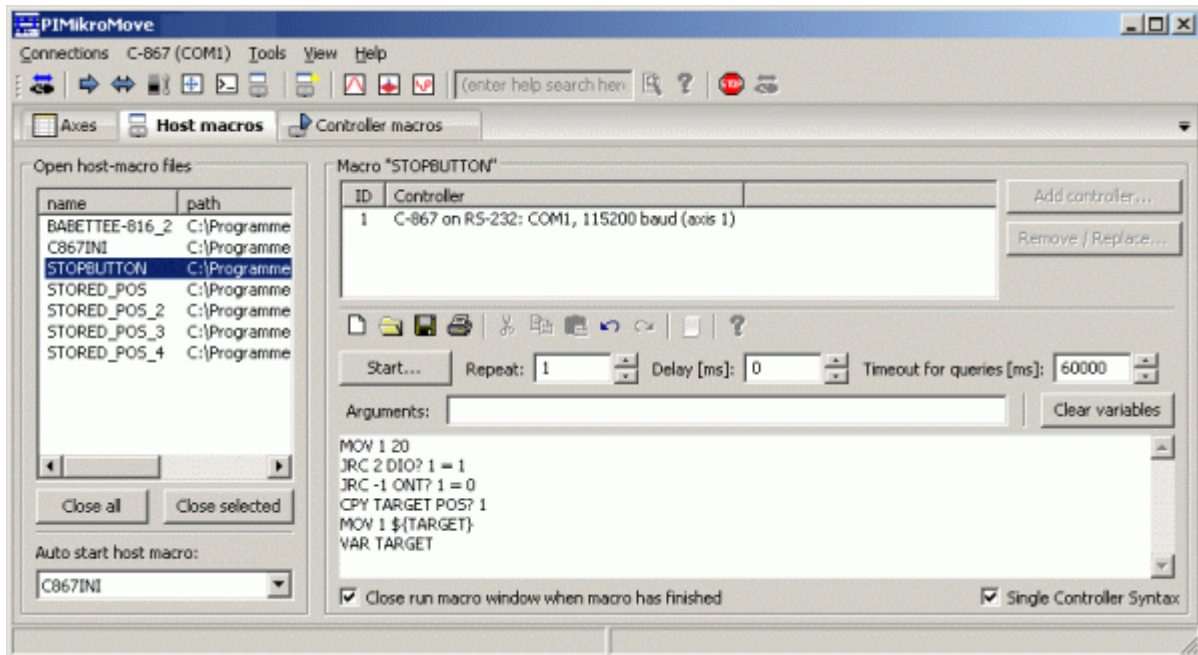 PIMikroMove
Connections C-867 (COM1) Tools View Help
(enter help search her
STOP
Axes Host macros Controller macros
Open host-macro files
name path
BABETTEE-816_2 C:\Programme
C867INI C:\Programme
STOPBUTTON C:\Programme
STORED_POS C:\Programme
STORED_POS_2 C:\Programme
STORED_POS_3 C:\Programme
STORED_POS_4 C:\Programme
Close all Close selected
Auto start host macro:
C867INI
Macro "STOPBUTTON"
ID Controller
1 C-867 on RS-232: COM1, 115200 baud (axis 1)
Add controller...
Remove / Replace...
Start... Repeat: 1 Delay [ms]: 0 Timeout for queries [ms]: 60000
Arguments: Clear variables
MOV 1 20
JRC 2 DIO? 1 = 1
JRC -1 ONT? 1 = 0
CPY TARGET POS? 1
MOV 1 ${TARGET}
VAR TARGET
Close run macro window when macro has finished Single Controller Syntax